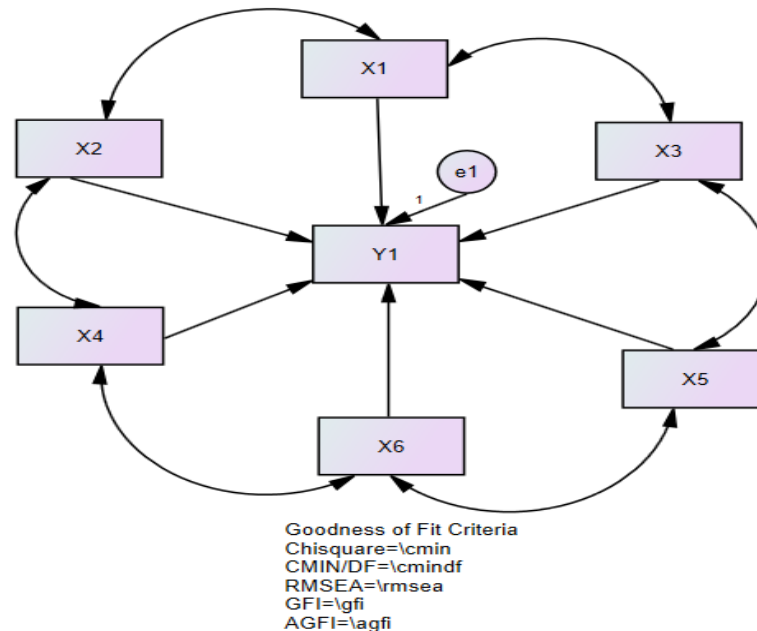 X1
X2
X3
e1
1
Y1
X4
X5
X6
Goodness of Fit Criteria
Chisquare=\cmin
CMIN/DF=\cmindf
RMSEA=\rmsea
GFI=\gfi
AGFI=\agfi